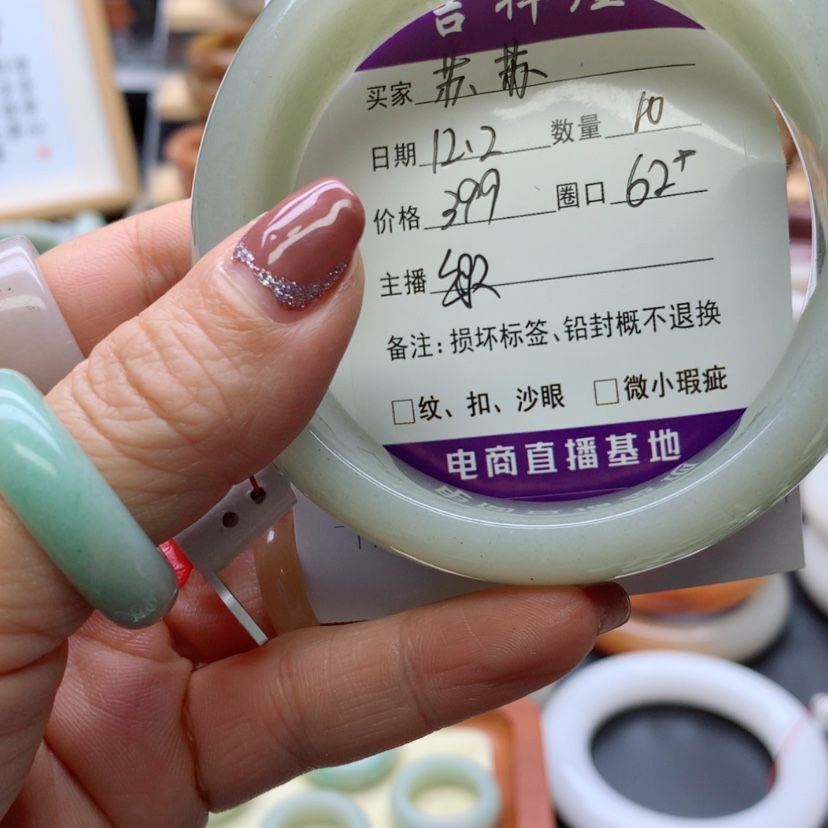 买家 苏苏
日期 12.2 数量 10
价格 399 圈口 62+
主播
备注:损坏标签、铅封概不退换
□纹、扣、沙眼 □微小瑕疵
电商直播基地